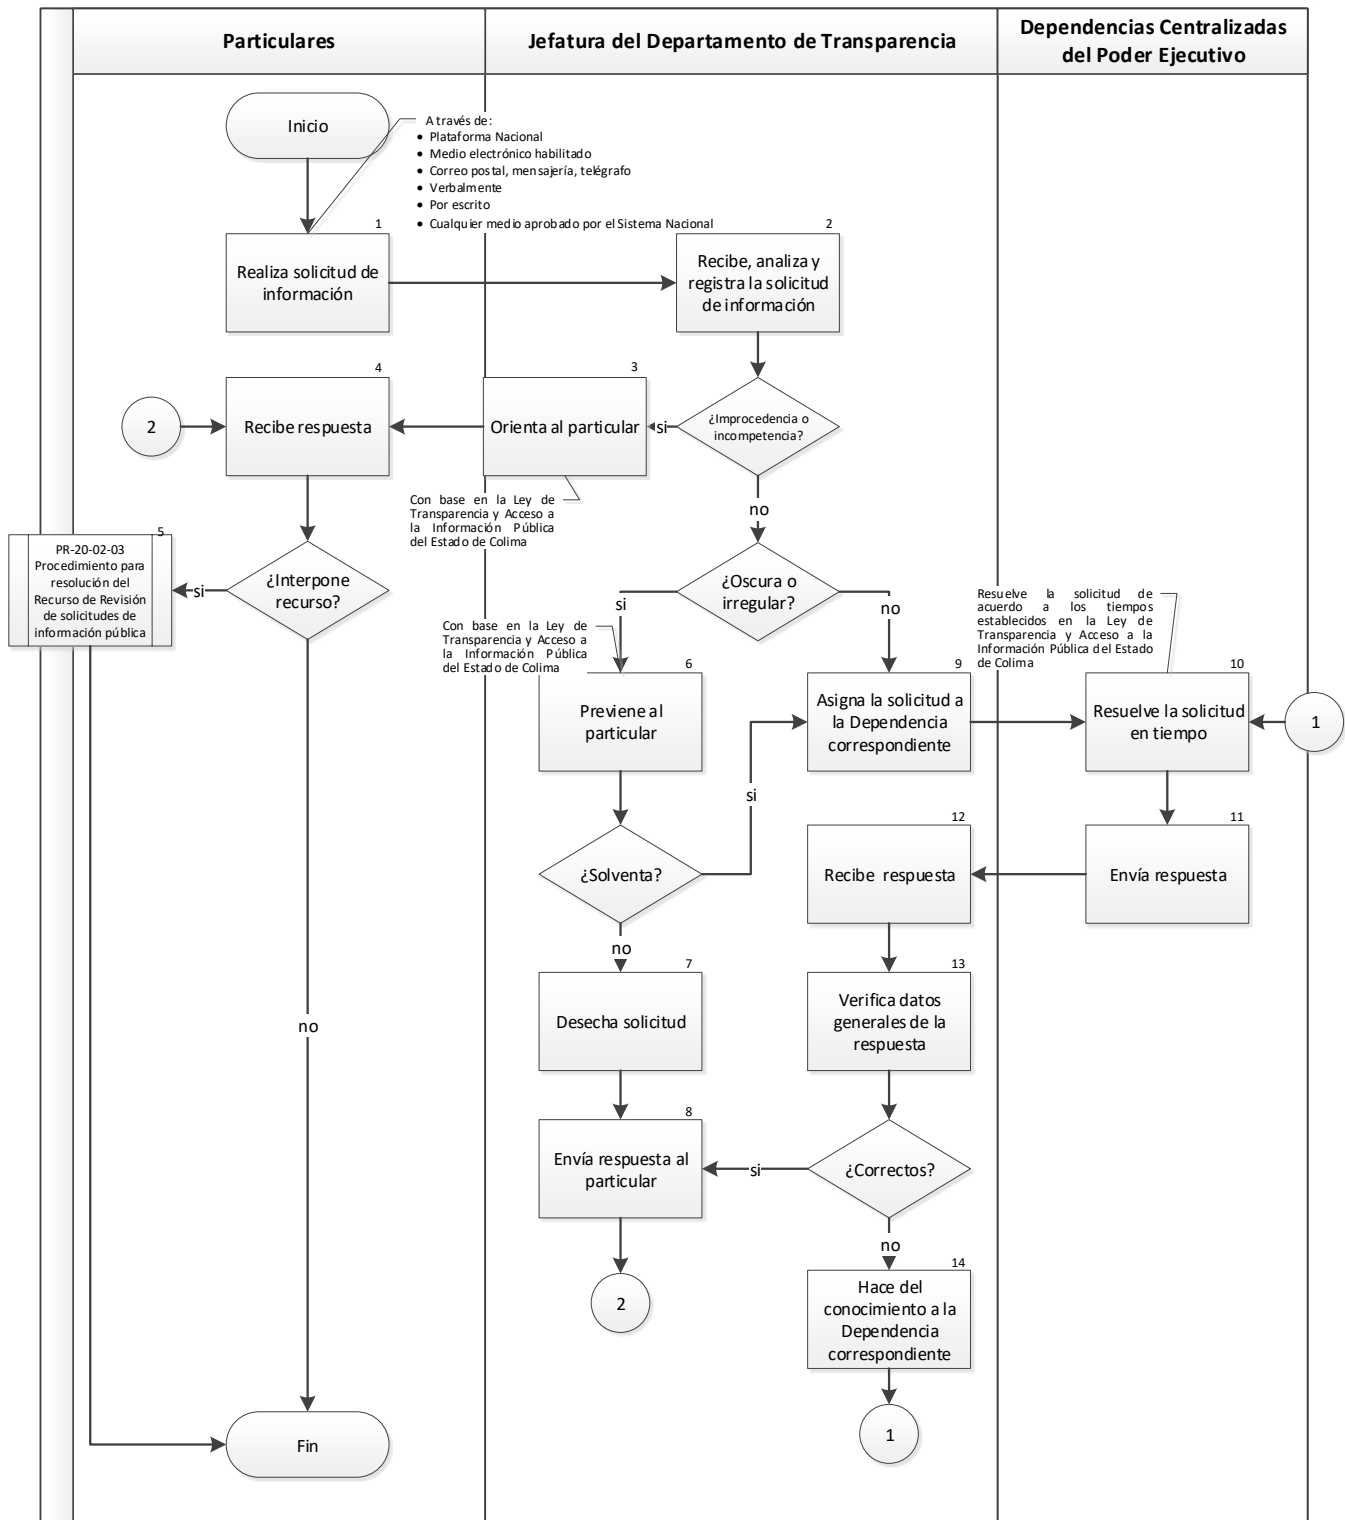 Particulares
Jefatura del Departamento de Transparencia
Dependencias Centralizadas
del Poder Ejecutivo
Inicio
A través de:
• Plataforma Nacional
• Medio electrónico habilitado
• Correo postal, mensajería, telégrafo
• Verbalmente
• Por escrito
• Cualquier medio aprobado por el Sistema Nacional
1
Realiza solicitud de
información
2
Recibe, analiza y
registra la solicitud
de información
¿Improcedencia o
incompetencia?
si
3
Orienta al particular
Con base en la Ley de
Transparencia y Acceso a
la Información Pública
del Estado de Colima
4
Recibe respuesta
2
¿Interpone
recurso?
si
5
PR-20-02-03
Procedimiento para
resolución del
Recurso de Revisión
de solicitudes de
información pública
no
no
¿Oscura o
irregular?
si
no
Con base en la Ley de
Transparencia y Acceso a
la Información Pública
del Estado de Colima
6
Previene al
particular
9
Asigna la solicitud a
la Dependencia
correspondiente
Resuelve la solicitud de
acuerdo a los tiempos
establecidos en la Ley de
Transparencia y Acceso a la
Información Pública del Estado
de Colima
10
Resuelve la solicitud
en tiempo
1
si
¿Solventa?
no
12
Recibe respuesta
11
Envía respuesta
7
Desecha solicitud
13
Verifica datos
generales de la
respuesta
8
Envía respuesta al
particular
si
¿Correctos?
no
2
14
Hace del
conocimiento a la
Dependencia
correspondiente
1
Fin